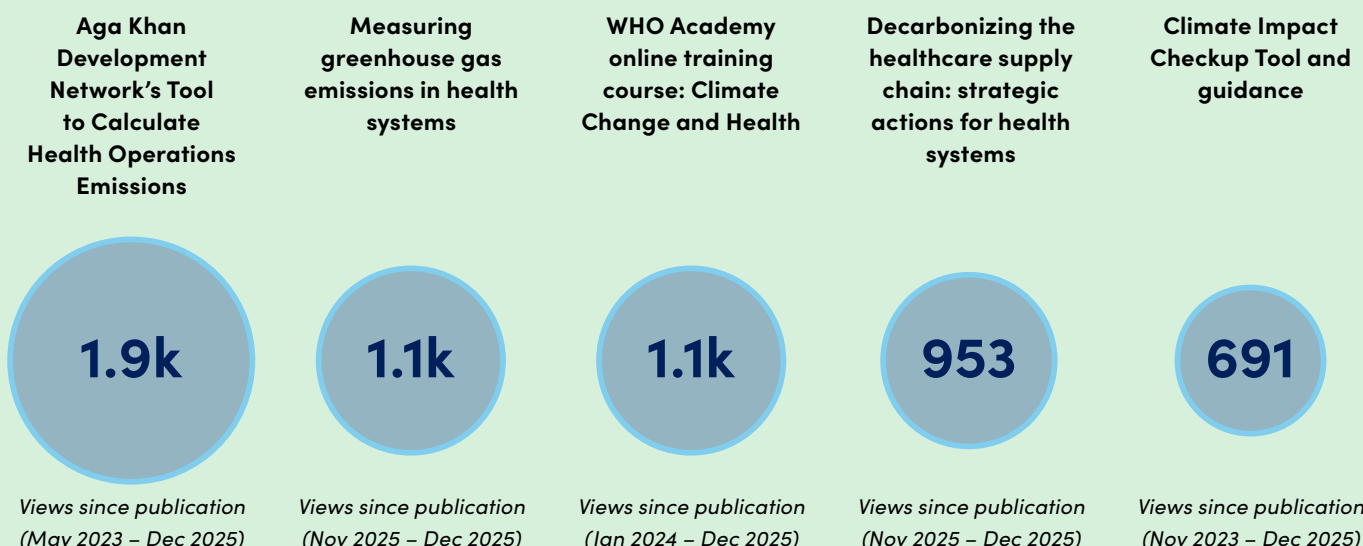 Aga Khan
Development
Network’s Tool
to Calculate
Health Operations
Emissions
1.9k
Views since publication
(May 2023 – Dec 2025)
Measuring
greenhouse gas
emissions in health
systems
1.1k
Views since publication
(Nov 2025 – Dec 2025)
WHO Academy
online training
course: Climate
Change and Health
1.1k
Views since publication
(Jan 2024 – Dec 2025)
Decarbonizing the
healthcare supply
chain: strategic
actions for health
systems
953
Views since publication
(Nov 2025 – Dec 2025)
Climate Impact
Checkup Tool and
guidance
691
Views since publication
(Nov 2023 – Dec 2025)